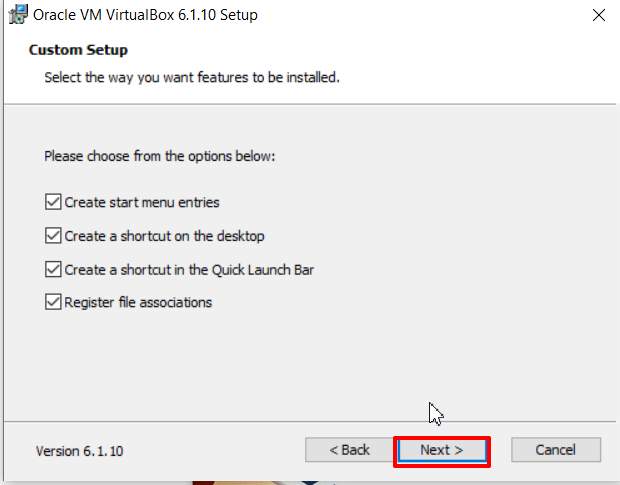 Oracle VM VirtualBox 6.1.10 Setup
Custom Setup
Select the way you want features to be installed.
Please choose from the options below:
Create start menu entries
Create a shortcut on the desktop
Create a shortcut in the Quick Launch Bar
Register file associations
Version 6.1.10
< Back
Next >
Cancel